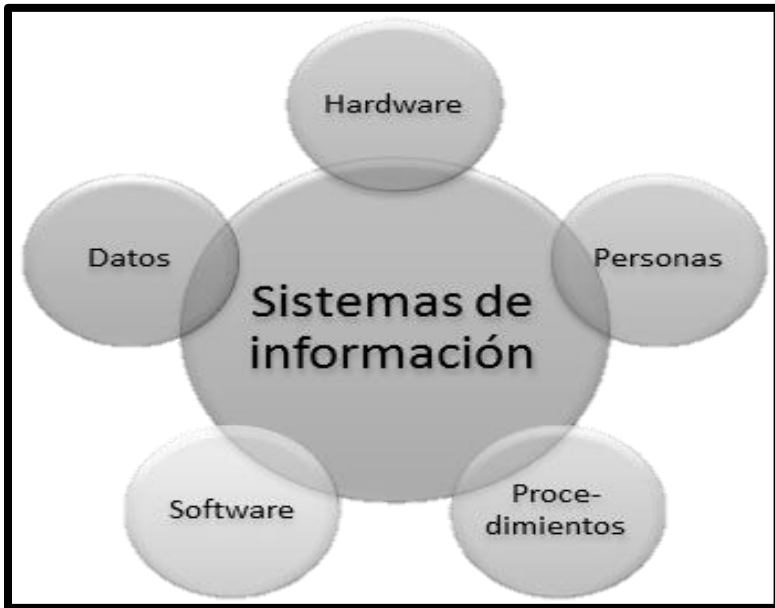 Hardware
Datos
Personas
Sistemas de
información
Software
Proce-
dimientos